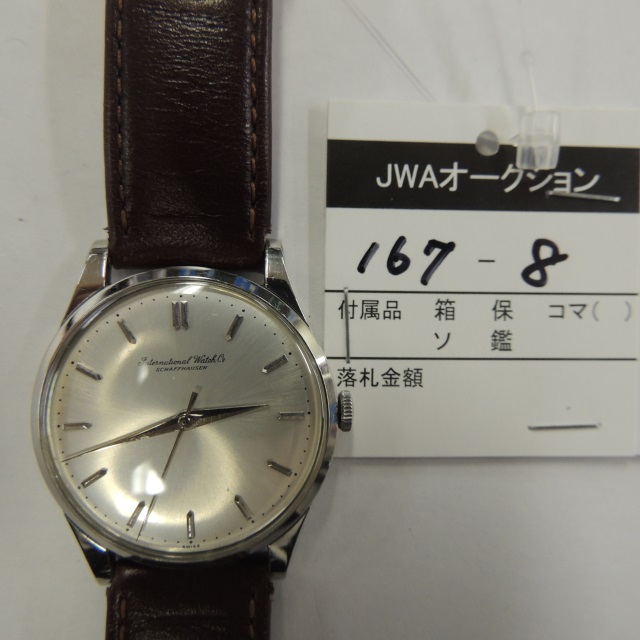 International Watch Co
SCHAFFHAUSEN
SWISS
JWAオークション
167 - 8
付属品 箱 保 コマ( )
ソ 鑑
落札金額